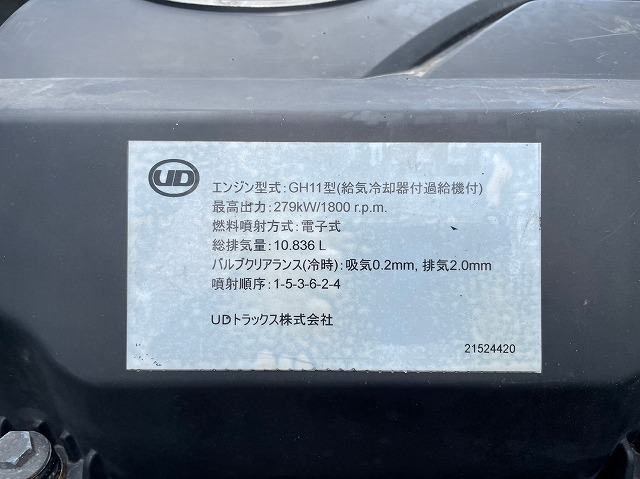 UD
エンジン型式:GH11型(給気冷却器付過給機付)
最高出力:279kW/1800 r.p.m.
燃料噴射方式:電子式
総排気量:10.836 L
バルブクリアランス(冷時):吸気0.2mm, 排気2.0mm
噴射順序:1-5-3-6-2-4
UDトラックス株式会社
21524420